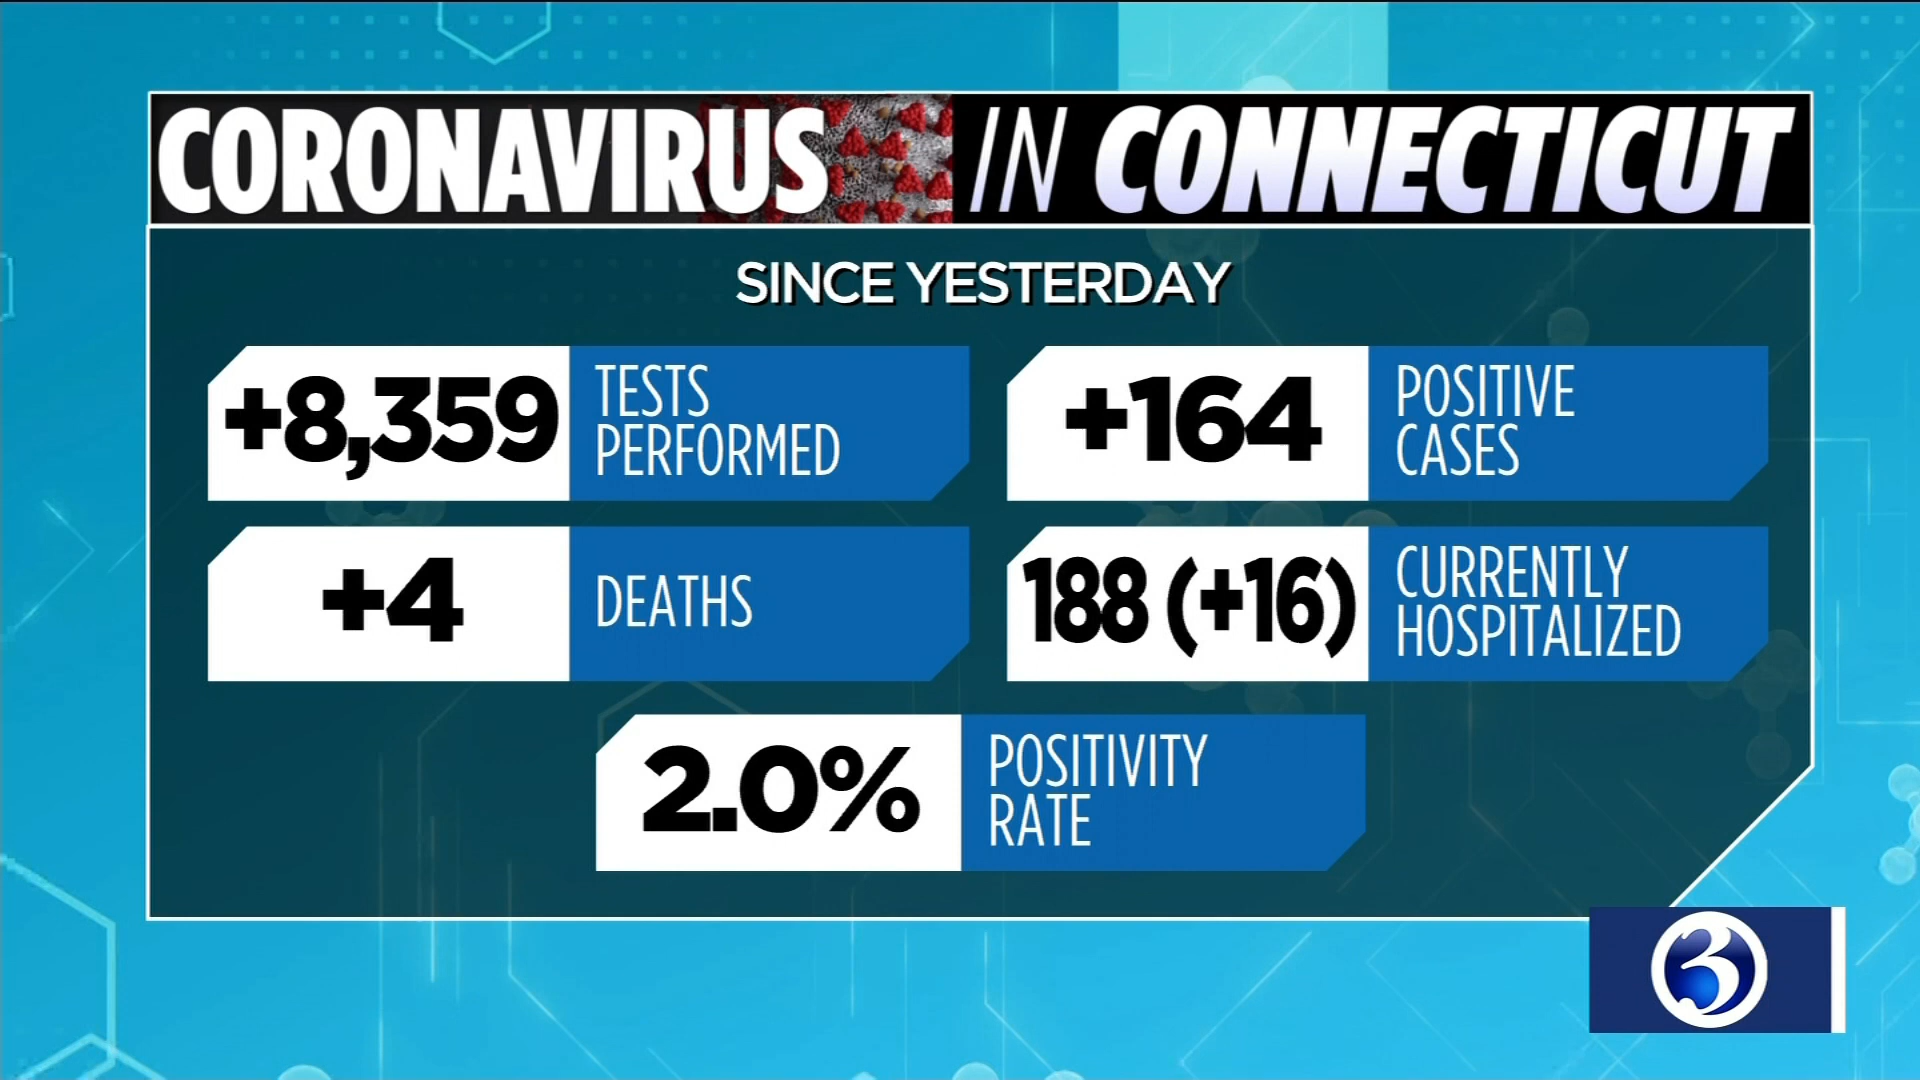 CORONAVIRUS IN CONNECTICUT
SINCE YESTERDAY
+8,359 TESTS
PERFORMED
+164 POSITIVE
CASES
+4 DEATHS
188 (+16) CURRENTLY
HOSPITALIZED
2.0% POSITIVITY
RATE
3